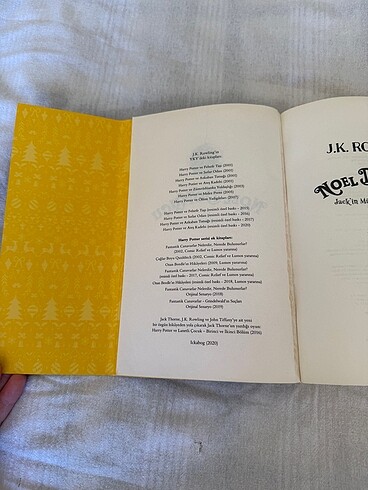 J.K. Rowling'in
YKY'deki kitapları:
Harry Potter ve Felsefe Taşı (2001)
Harry Potter ve Sırlar Odası (2001)
Harry Potter ve Azkaban Tutsağı (2001)
Harry Potter ve Ateş Kadehi (2001)
Harry Potter ve Zümrüdüanka Yoldaşlığı (2003)
Harry Potter ve Melez Prens (2005)
Harry Potter ve Ölüm Yadigârları (2007)
Harry Potter ve Felsefe Taşı (resimli özel baskı - 2015)
Harry Potter ve Sırlar Odası (resimli özel baskı - 2016)
Harry Potter ve Azkaban Tutsağı (resimli özel baskı - 2017)
Harry Potter ve Ateş Kadehi (resimli özel baskı - 2020)
Harry Potter serisi ek kitapları:
Fantastik Canavarlar Nelerdir, Nerede Bulunurlar?
(2002, Comic Relief ve Lumos yararına)
Çağlar Boyu Quidditch (2002, Comic Relief ve Lumos yararına)
Ozan Beedle'ın Hikâyeleri (2008, Lumos yararına)
Fantastik Canavarlar Nelerdir, Nerede Bulunurlar?
(resimli özel baskı - 2017, Comic Relief ve Lumos yararına)
Ozan Beedle'ın Hikâyeleri (resimli özel baskı - 2018, Lumos yararına)
Fantastik Canavarlar Nelerdir, Nerede Bulunurlar?
Orijinal Senaryo (2018)
Fantastik Canavarlar - Grindelwald'ın Suçları
Orijinal Senaryo (2019)
Jack Thorne, J.K. Rowling ve John Tiffany'ye ait yeni
bir özgün hikâyeden yola çıkarak Jack Thorne'un yazdığı oyun:
Harry Potter ve Lanetli Çocuk – Birinci ve İkinci Bölüm (2016)
Ickabog (2020)
J.K. RO
NOEL D
Jack'in Mü